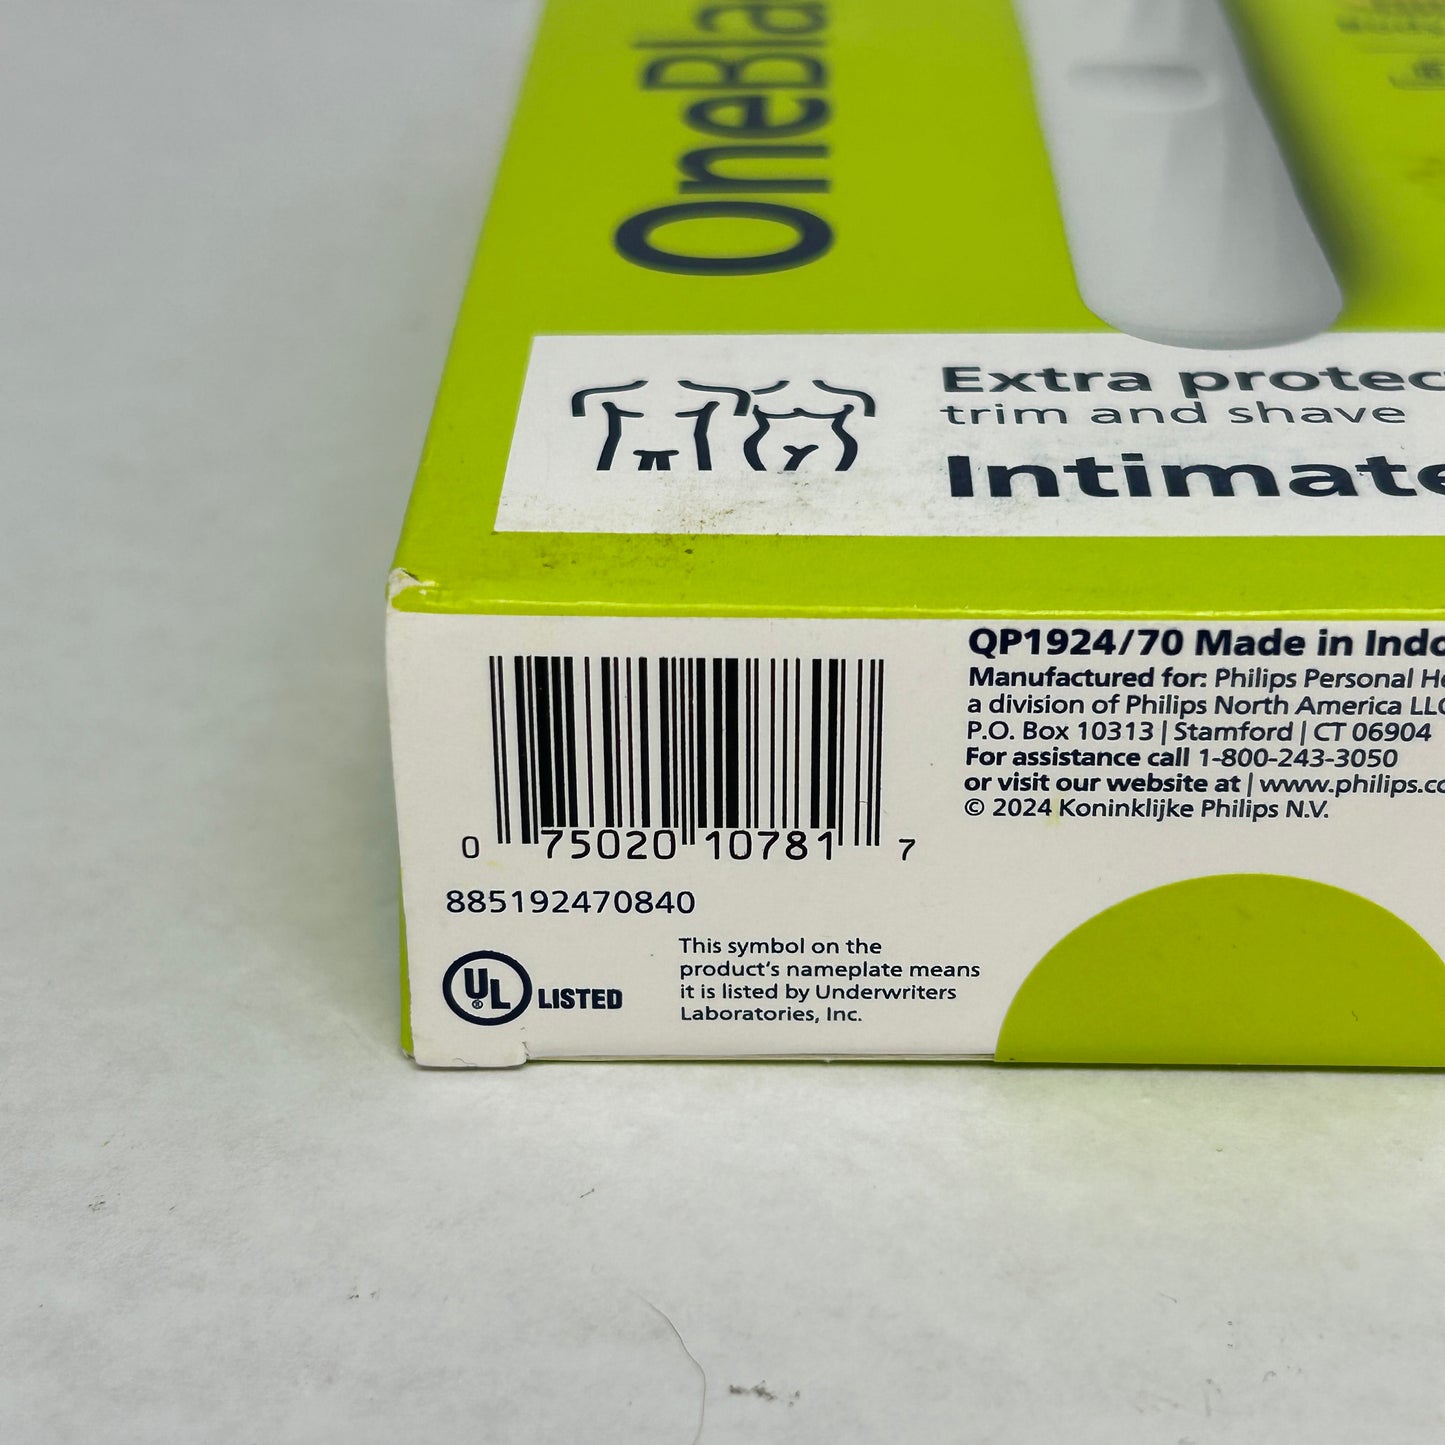 OneBla
Extra protec
trim and shave
Intimate
QP1924/70 Made in Indo
Manufactured for: Philips Personal He
a division of Philips North America LLC
P.O. Box 10313 | Stamford | CT 06904
For assistance call 1-800-243-3050
or visit our website at | www.philips.co
© 2024 Koninklijke Philips N.V.
0 75020 10781 7
885192470840
UL® LISTED
This symbol on the
product's nameplate means
it is listed by Underwriters
Laboratories, Inc.